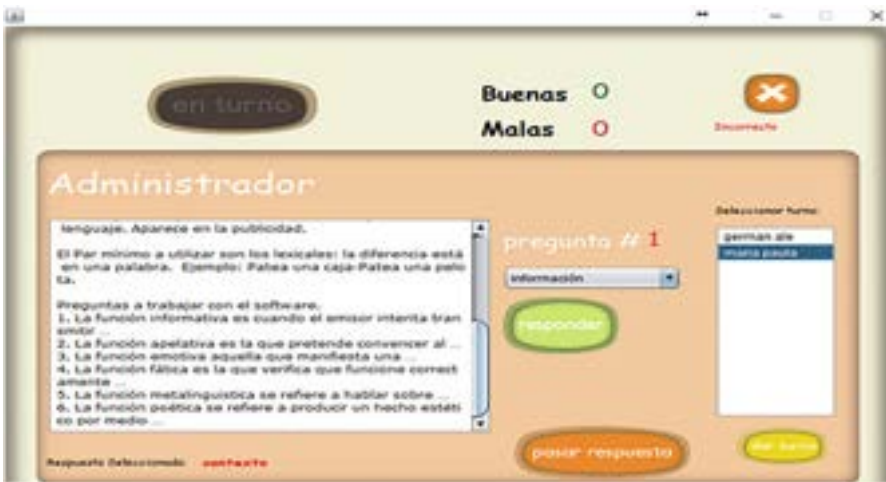 en turno
Buenas 0
Malas 0
Incorrecto
Administrador
lenguaje. Aparece en la publicidad.
El Par mínimo a utilizar son los lexicales: la diferencia está
en una palabra. Ejemplo: Patea una caja-Patea una pelo
ta.
Preguntas a trabajar con el software.
1. La función informativa es cuando el emisor intenta tran
smitir ...
2. La función apelativa es la que pretende convencer al ...
3. La función emotiva aquella que manifiesta una ...
4. La función fática es la que verifica que funcione correct
amente ...
5. La función metalinguistica se refiere a hablar sobre ...
6. La función poética se refiere a producir un hecho estéti
co por medio ...
Respuesta Seleccionada: contexto
pregunta # 1
información
responder
pasar respuesta
Seleccionar turno:
german ale
maria paula
dar turno